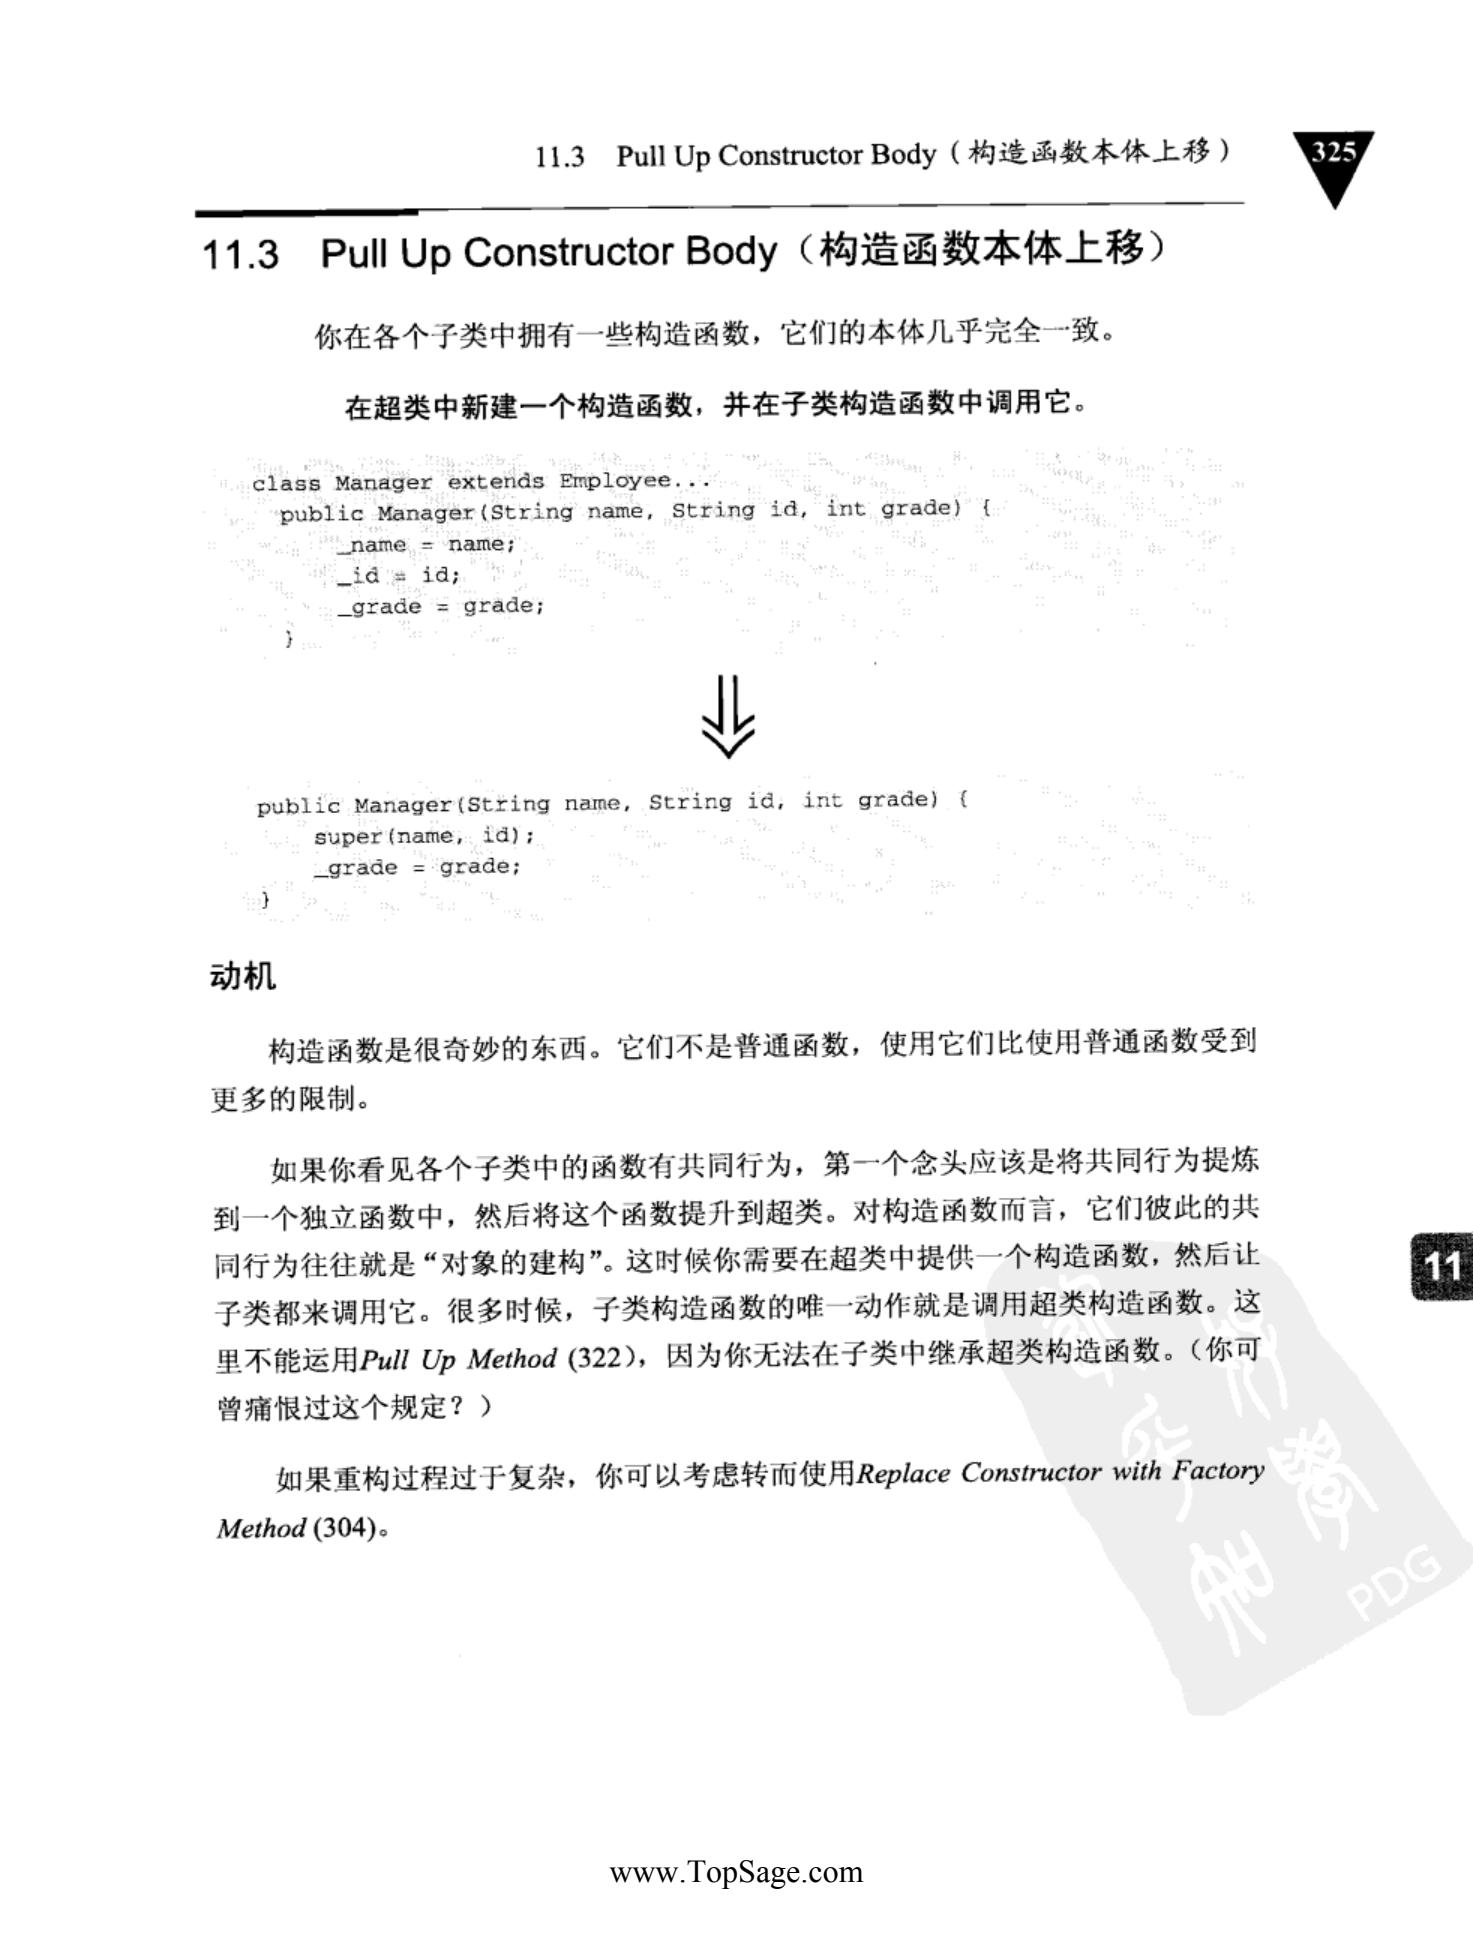 11.3 Pull Up Constructor Body（构造函数本体上移）
325
11.3 Pull Up Constructor Body（构造函数本体上移）
你在各个子类中拥有一些构造函数，它们的本体几乎完全一致。
在超类中新建一个构造函数，并在子类构造函数中调用它。
class Manager extends Employee...
public Manager(String name, String id, int grade) {
_name = name;
_id = id;
_grade = grade;
}
public Manager(String name, String id, int grade) {
super(name, id);
_grade = grade;
}
动机
构造函数是很奇妙的东西。它们不是普通函数，使用它们比使用普通函数受到
更多的限制。
如果你看见各个子类中的函数有共同行为，第一个念头应该是将共同行为提炼
到一个独立函数中，然后将这个函数提升到超类。对构造函数而言，它们彼此的共
同行为往往就是“对象的建构”。这时候你需要在超类中提供一个构造函数，然后让
子类都来调用它。很多时候，子类构造函数的唯一动作就是调用超类构造函数。这
里不能运用Pull Up Method (322)，因为你无法在子类中继承超类构造函数。（你可
曾痛恨过这个规定？）
11
如果重构过程过于复杂，你可以考虑转而使用Replace Constructor with Factory
Method (304)。
PDG
www.TopSage.com